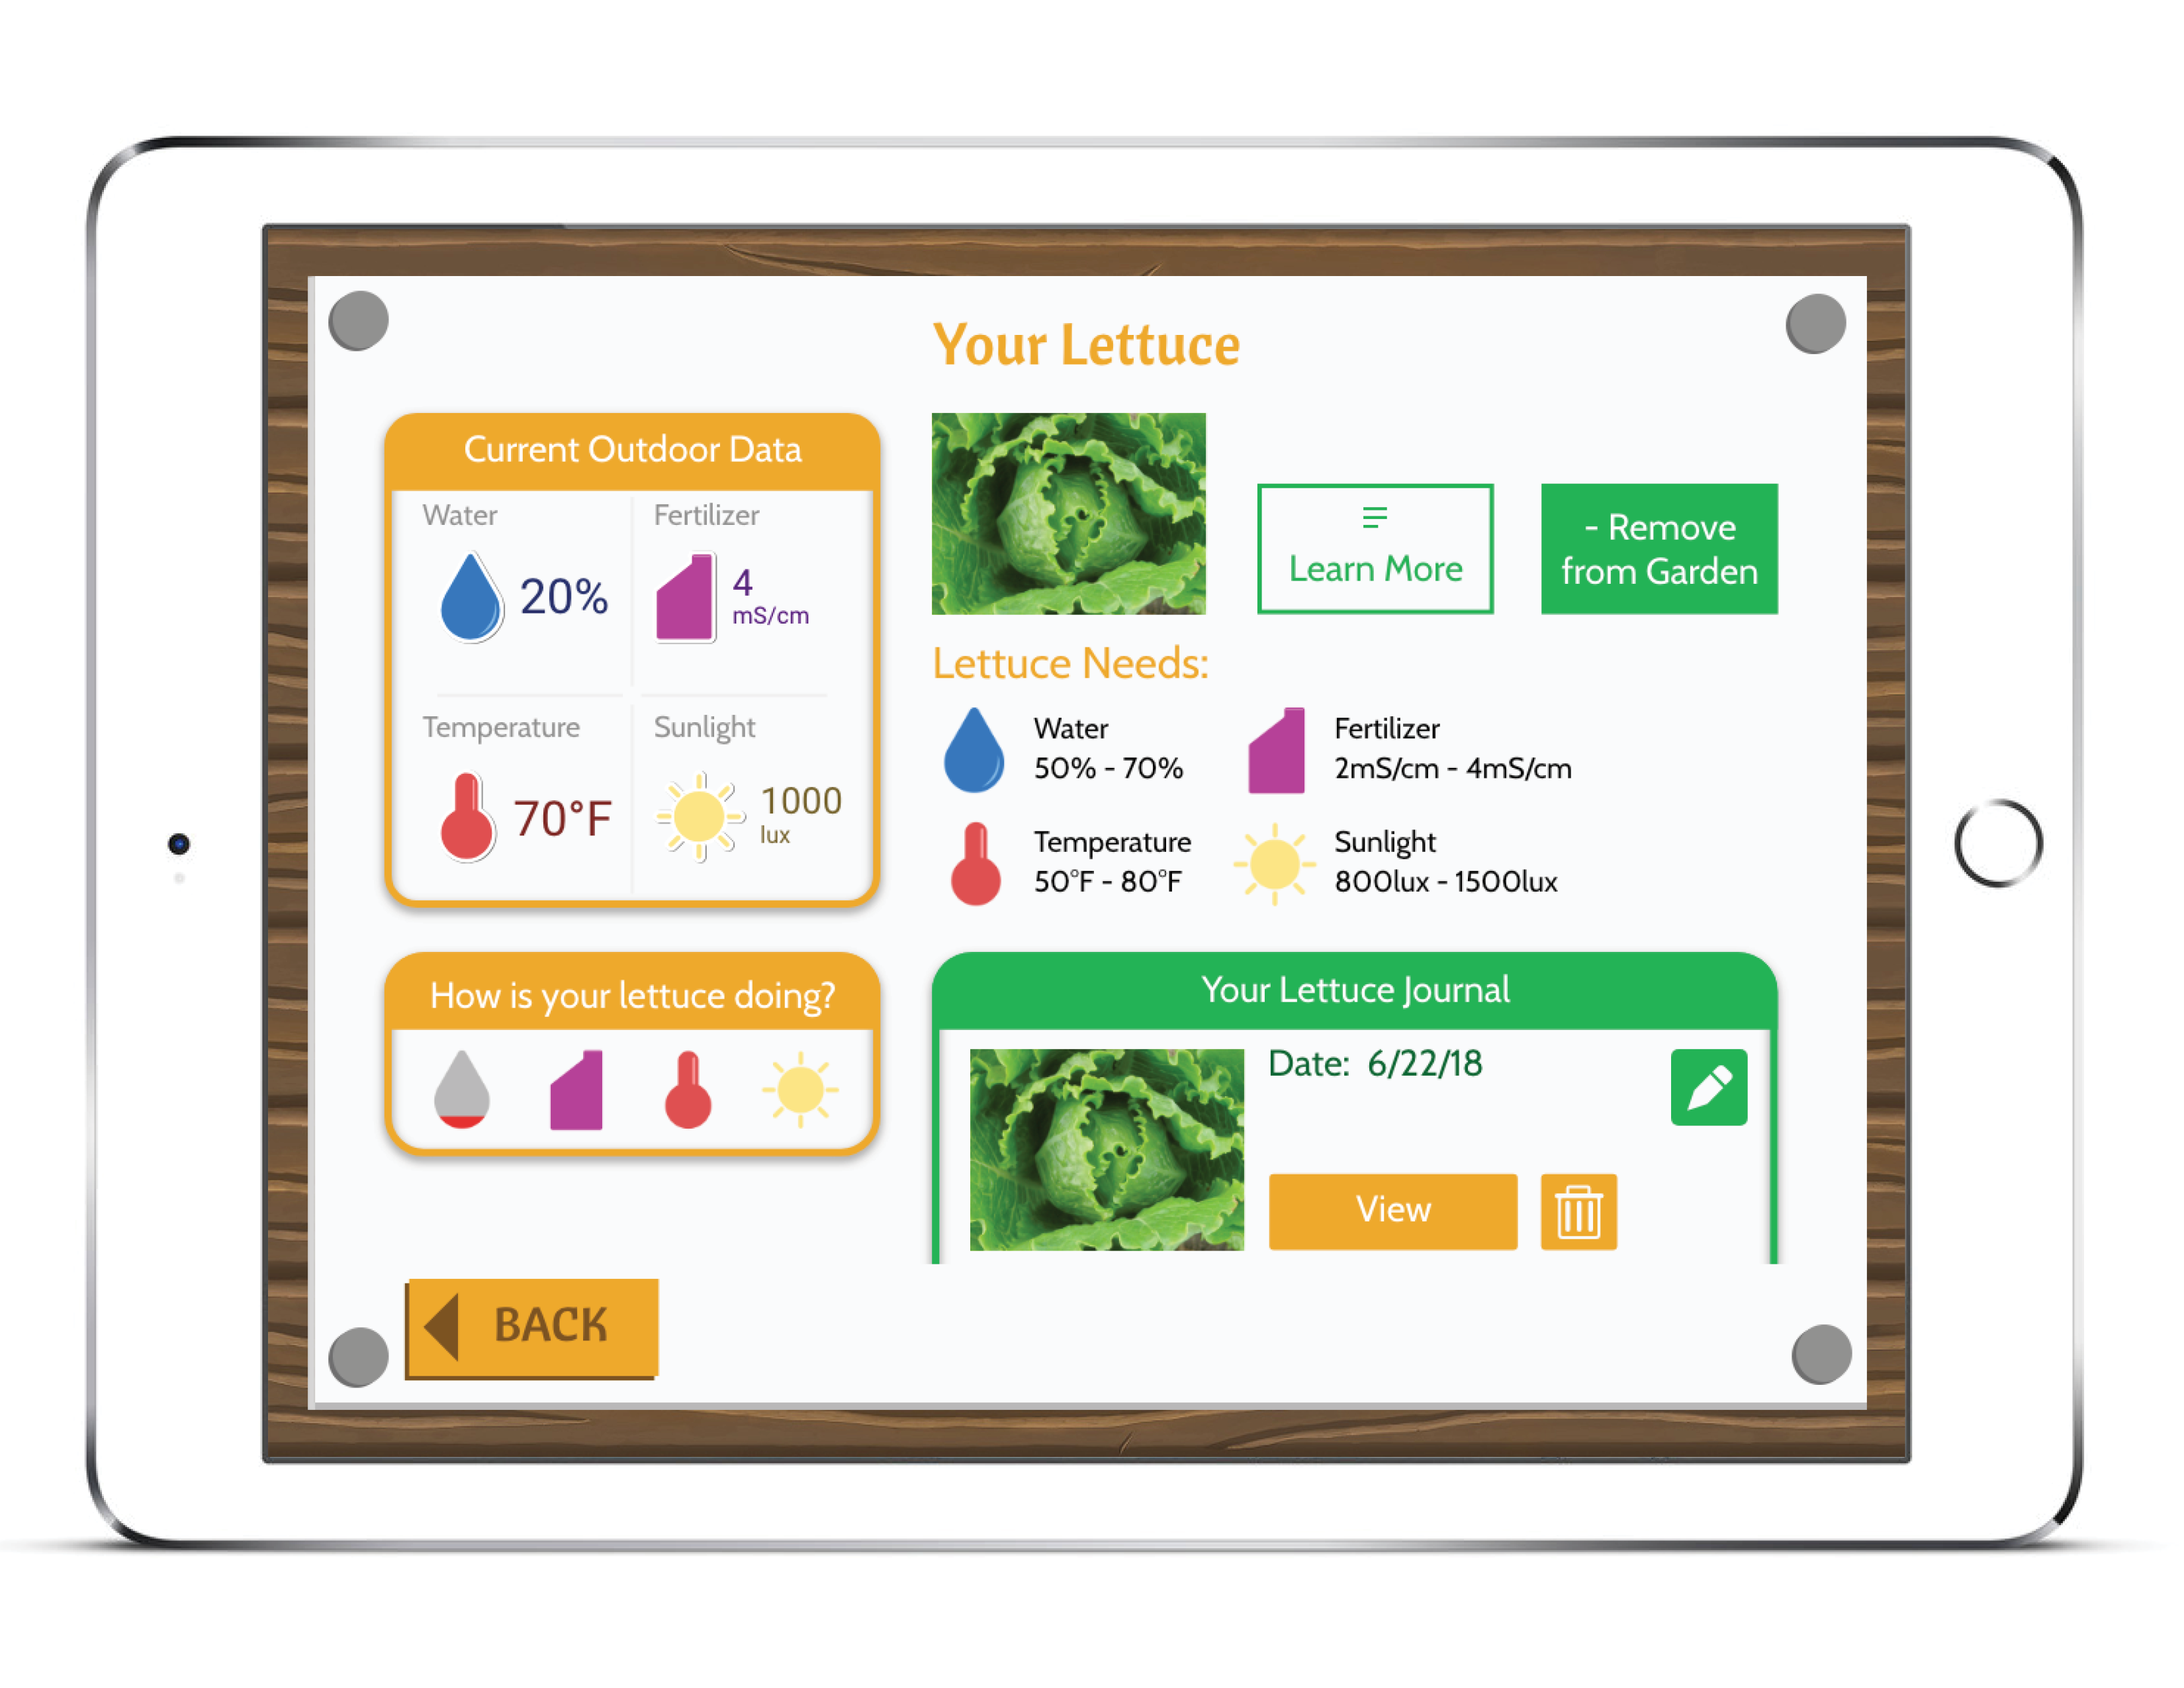 Your Lettuce
Current Outdoor Data
Water
20%
Fertilizer
4
mS/cm
Temperature
70°F
Sunlight
1000
lux
How is your lettuce doing?
BACK
Learn More
- Remove
from Garden
Lettuce Needs:
Water
50% - 70%
Fertilizer
2mS/cm - 4mS/cm
Temperature
50°F - 80°F
Sunlight
800lux - 1500lux
Your Lettuce Journal
Date: 6/22/18
View